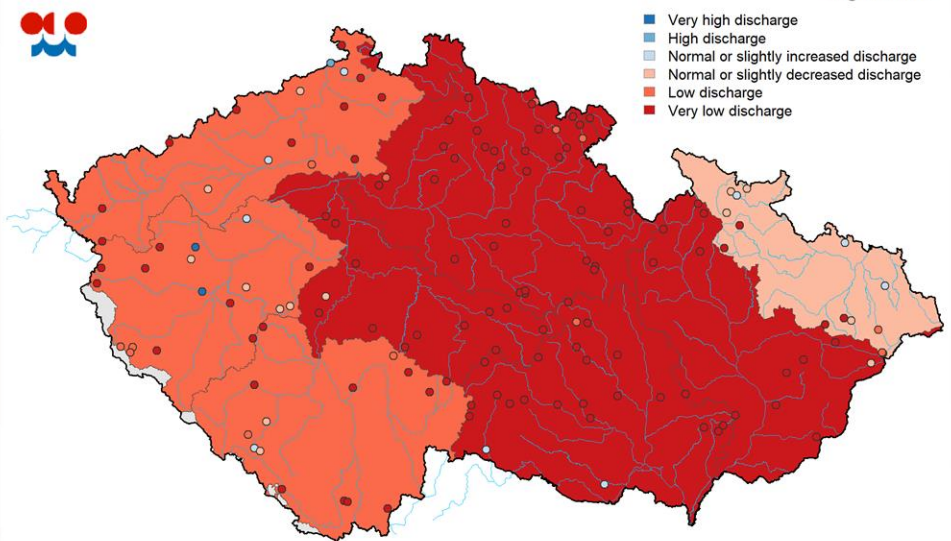 Very high discharge
High discharge
Normal or slightly increased discharge
Normal or slightly decreased discharge
Low discharge
Very low discharge